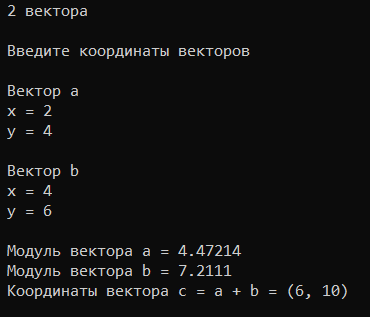 2 вектора
Введите координаты векторов
Вектор a
x = 2
y = 4
Вектор b
x = 4
y = 6
Модуль вектора a = 4.47214
Модуль вектора b = 7.2111
Координаты вектора c = a + b = (6, 10)